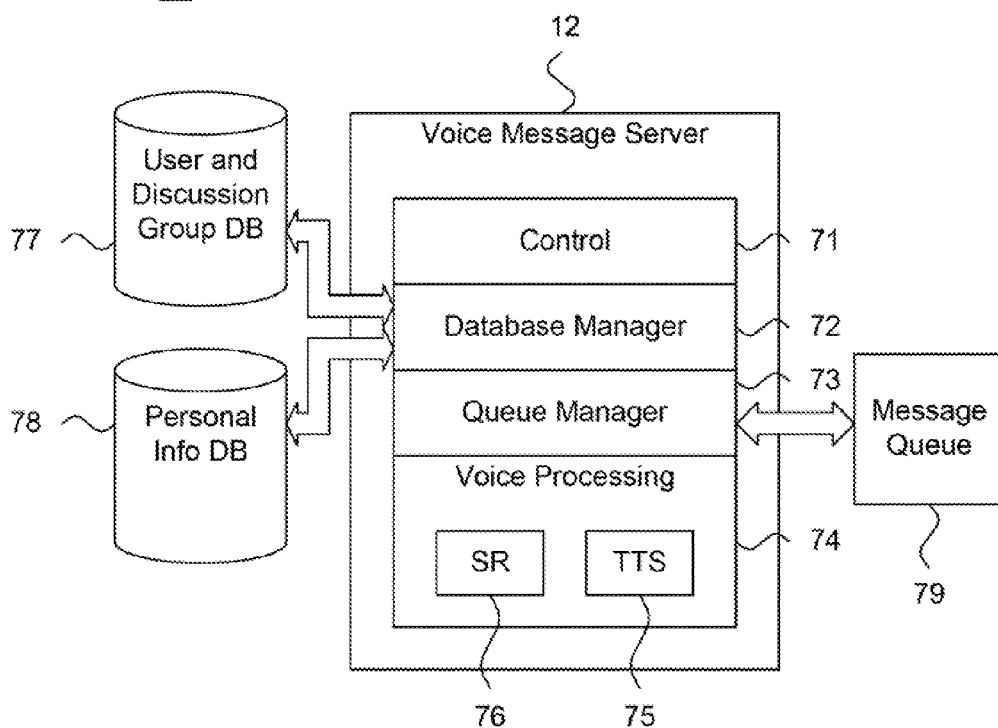 12
Voice Message Server
User and
Discussion
Group DB
77
Control
71
Database Manager
72
73
Personal
Info DB
78
Queue Manager
Message
Queue
Voice Processing
74
SR
TTS
79
76
75